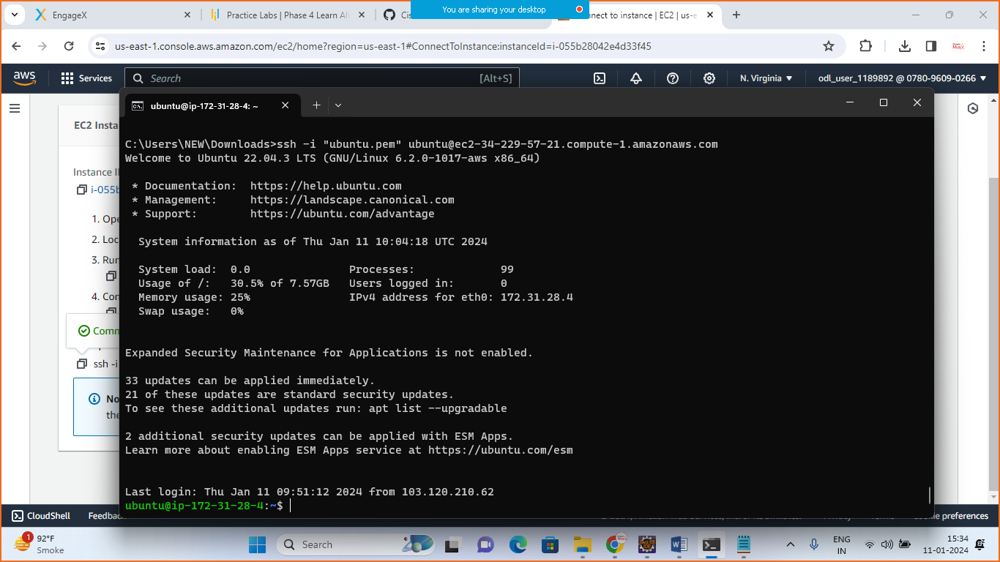 You are sharing your desktop
EngageX
Practice Labs | Phase 4 Learn All
Cis
nnect to instance | EC2 | us-e
us-east-1.console.aws.amazon.com/ec2/home?region=us-east-1#ConnectToInstance:instanceId=i-055b28042e4d33f45
aws
Services
Search
[Alt+S]
N. Virginia
odl_user_1189892 @ 0780-9609-0266
ubuntu@ip-172-31-28-4: ~
EC2 Insta
Instance I
i-055b
1. Ope
2. Loc
3. Run
4. Con
Comm
ssh -i
No
the
C:\Users\NEW\Downloads>ssh -i "ubuntu.pem" ubuntu@ec2-34-229-57-21.compute-1.amazonaws.com
Welcome to Ubuntu 22.04.3 LTS (GNU/Linux 6.2.0-1017-aws x86_64)
* Documentation: https://help.ubuntu.com
* Management: https://landscape.canonical.com
* Support: https://ubuntu.com/advantage
System information as of Thu Jan 11 10:04:18 UTC 2024
System load: 0.0 Processes: 99
Usage of /: 30.5% of 7.57GB Users logged in: 0
Memory usage: 25% IPv4 address for eth0: 172.31.28.4
Swap usage: 0%
Expanded Security Maintenance for Applications is not enabled.
33 updates can be applied immediately.
21 of these updates are standard security updates.
To see these additional updates run: apt list --upgradable
2 additional security updates can be applied with ESM Apps.
Learn more about enabling ESM Apps service at https://ubuntu.com/esm
Last login: Thu Jan 11 09:51:12 2024 from 103.120.210.62
ubuntu@ip-172-31-28-4:~$
CloudShell
Feedback
cookie preferences
1
92°F
Smoke
Search
ENG
IN
15:34
11-01-2024